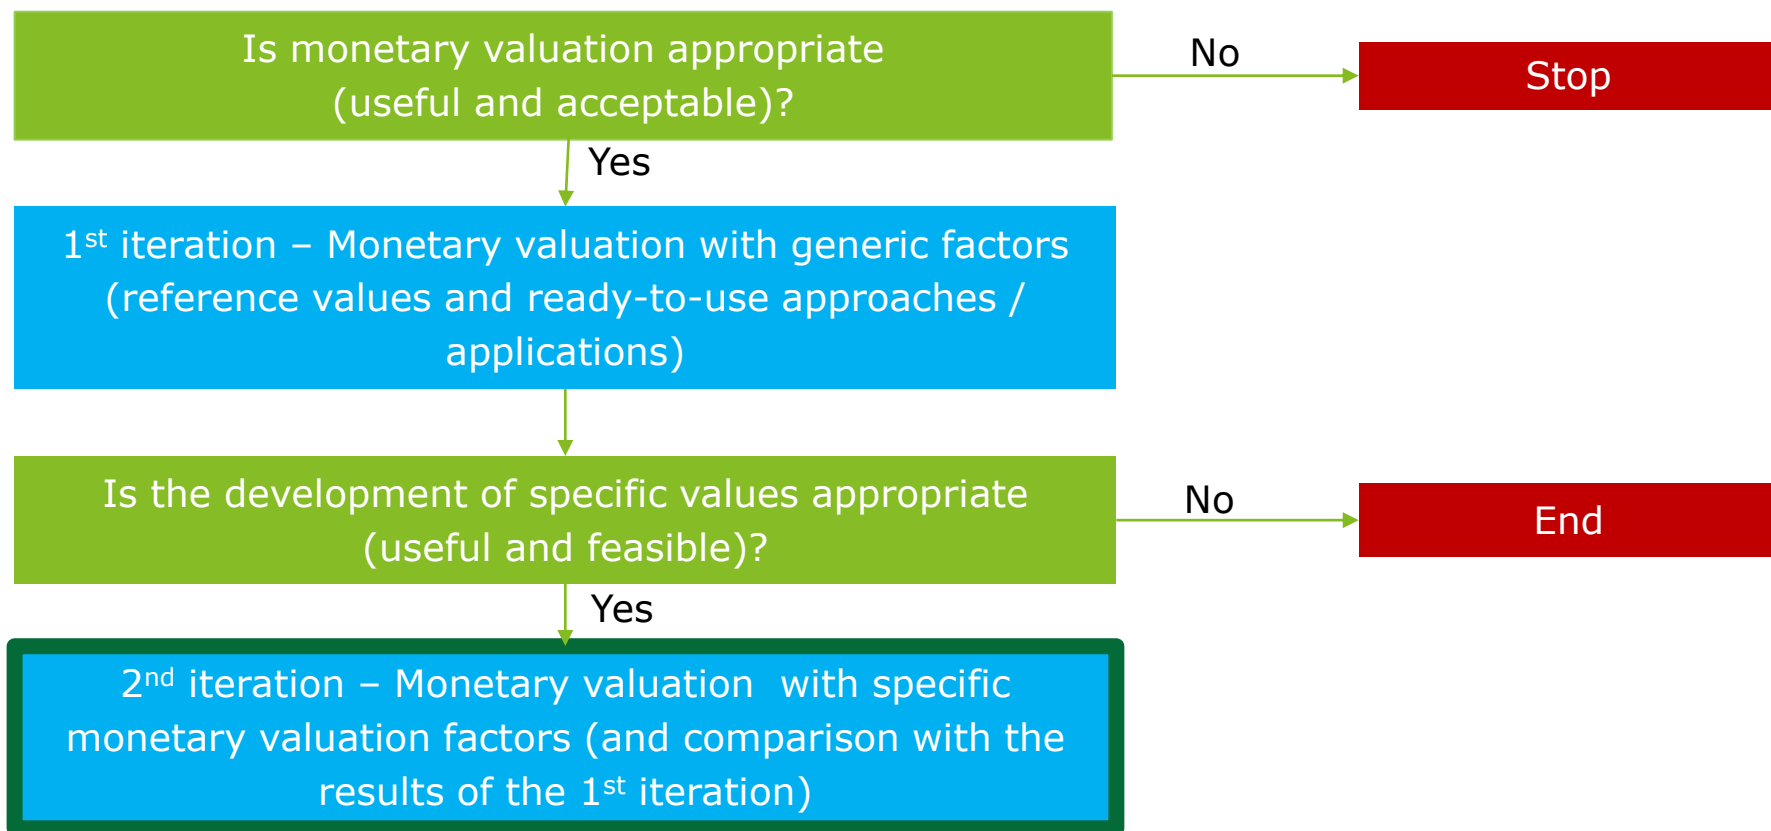 Is monetary valuation appropriate
(useful and acceptable)?
No
Stop
Yes
1st iteration – Monetary valuation with generic factors
(reference values and ready-to-use approaches /
applications)
Is the development of specific values appropriate
(useful and feasible)?
No
End
Yes
2nd iteration – Monetary valuation  with specific
monetary valuation factors (and comparison with the
results of the 1st iteration)